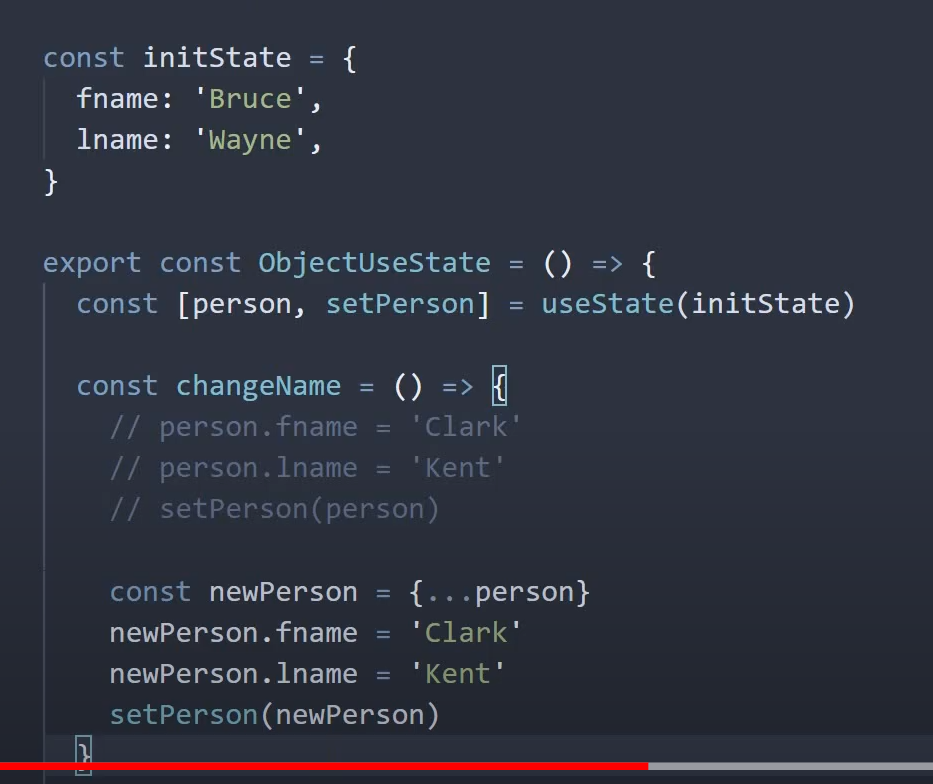 const initState = {
  fname: 'Bruce',
  lname: 'Wayne',
}
export const ObjectUseState = () => {
  const [person, setPerson] = useState(initState)
  const changeName = () => {
    // person.fname = 'Clark'
    // person.lname = 'Kent'
    // setPerson(person)
    const newPerson = {...person}
    newPerson.fname = 'Clark'
    newPerson.lname = 'Kent'
    setPerson(newPerson)
  }